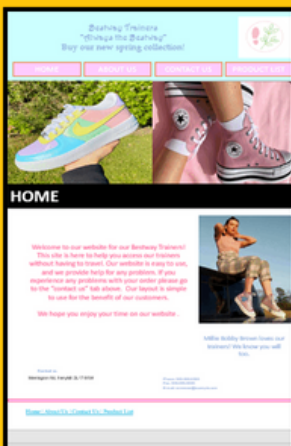 Bestway Trainers
"Always the Bestway"
Buy our new spring collection!
HOME
ABOUT US
CONTACT US
PRODUCT LIST
HOME
Welcome to our website for our Bestway Trainers!
This site is here to help you access our trainers
without having to travel. Our website is easy to use,
and we provide help for any problem. If you
experience any problems with your order please go
to the "contact us" tab above. Our layout is simple
to use for the benefit of our customers.
We hope you enjoy your time on our website .
Millie Bobby Brown loves our
trainers! We know you will
too.
Home | About Us | Contact Us | Product List